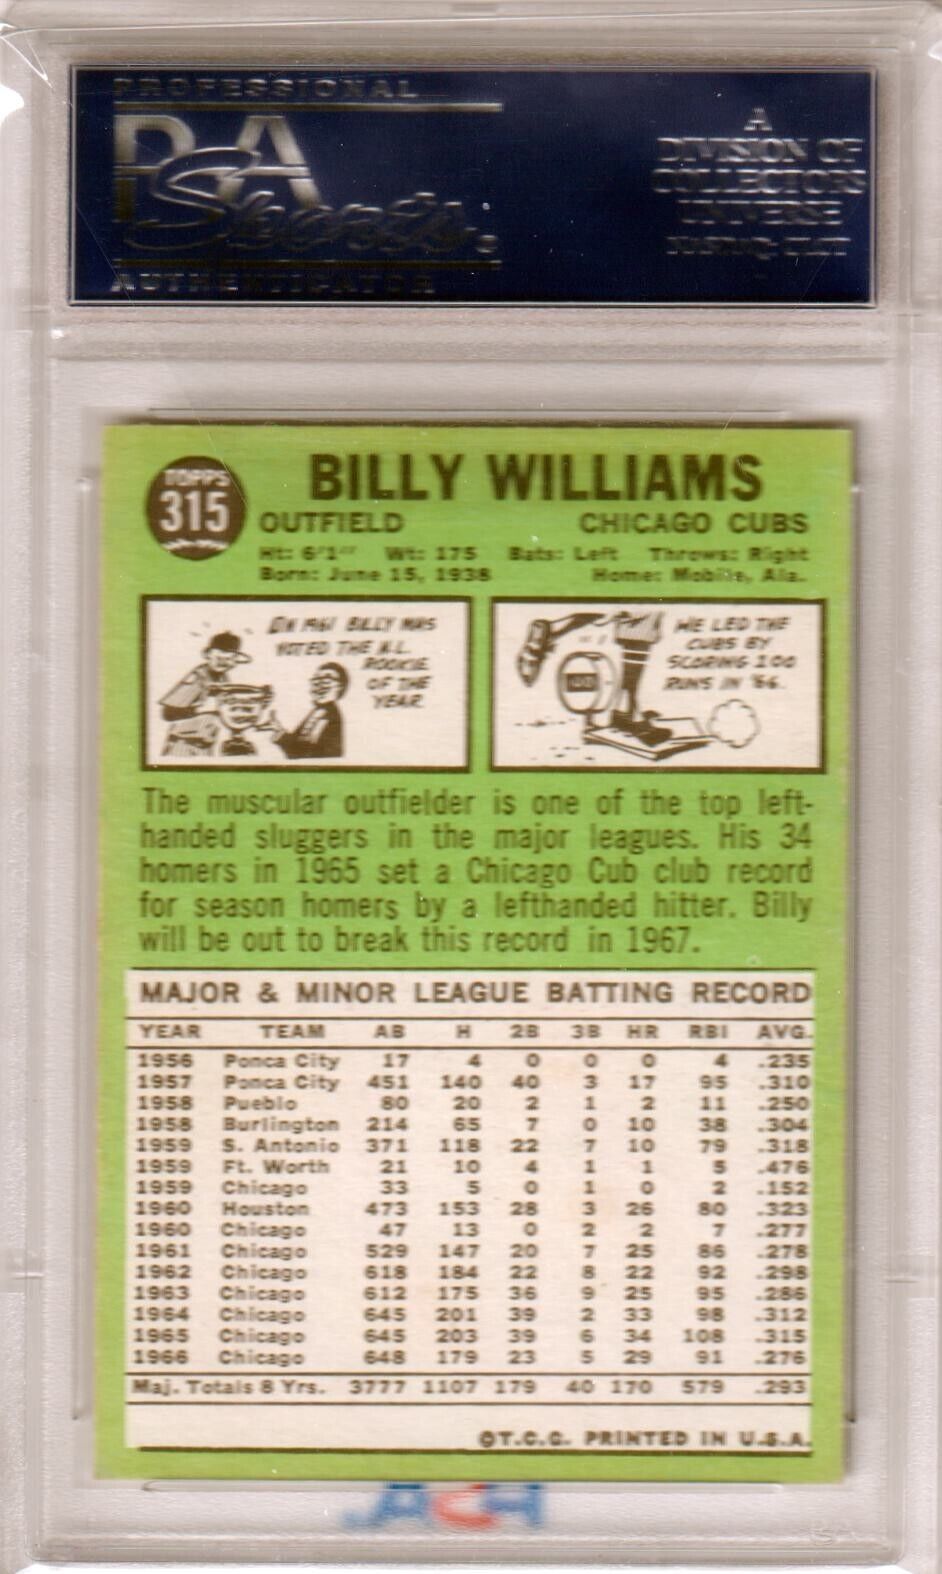 PROFESSIONAL
PSA
Sports
AUTHENTICATOR
A
DIVISION OF
COLLECTORS
UNIVERSE
NASDAQ: CLCT
TOPPS
315
BILLY WILLIAMS
OUTFIELD CHICAGO CUBS
Ht: 6'1" Wt: 175 Bats: Left Throws: Right
Born: June 15, 1938 Home: Mobile, Ala.
IN 1961 BILLY WAS
VOTED THE N.L.
ROOKIE
OF THE
YEAR
HE LED THE
CUBS BY
SCORING 100
RUNS IN '66.
The muscular outfielder is one of the top left-
handed sluggers in the major leagues. His 34
homers in 1965 set a Chicago Cub club record
for season homers by a lefthanded hitter. Billy
will be out to break this record in 1967.
MAJOR & MINOR LEAGUE BATTING RECORD
YEAR TEAM AB H 2B 3B HR RBI AVG.
1956 Ponca City 17 4 0 0 0 4 .235
1957 Ponca City 451 140 40 3 17 95 .310
1958 Pueblo 80 20 2 1 2 11 .250
1958 Burlington 214 65 7 0 10 38 .304
1959 S. Antonio 371 118 22 7 10 79 .318
1959 Ft. Worth 21 10 4 1 1 5 .476
1959 Chicago 33 5 0 1 0 2 .152
1960 Houston 473 153 28 3 26 80 .323
1960 Chicago 47 13 0 2 2 7 .277
1961 Chicago 529 147 20 7 25 86 .278
1962 Chicago 618 184 22 8 22 92 .298
1963 Chicago 612 175 36 9 25 95 .286
1964 Chicago 645 201 39 2 33 98 .312
1965 Chicago 645 203 39 6 34 108 .315
1966 Chicago 648 179 23 5 29 91 .276
Maj. Totals 8 Yrs. 3777 1107 179 40 170 579 .293
©T.C.G. PRINTED IN U.S.A.